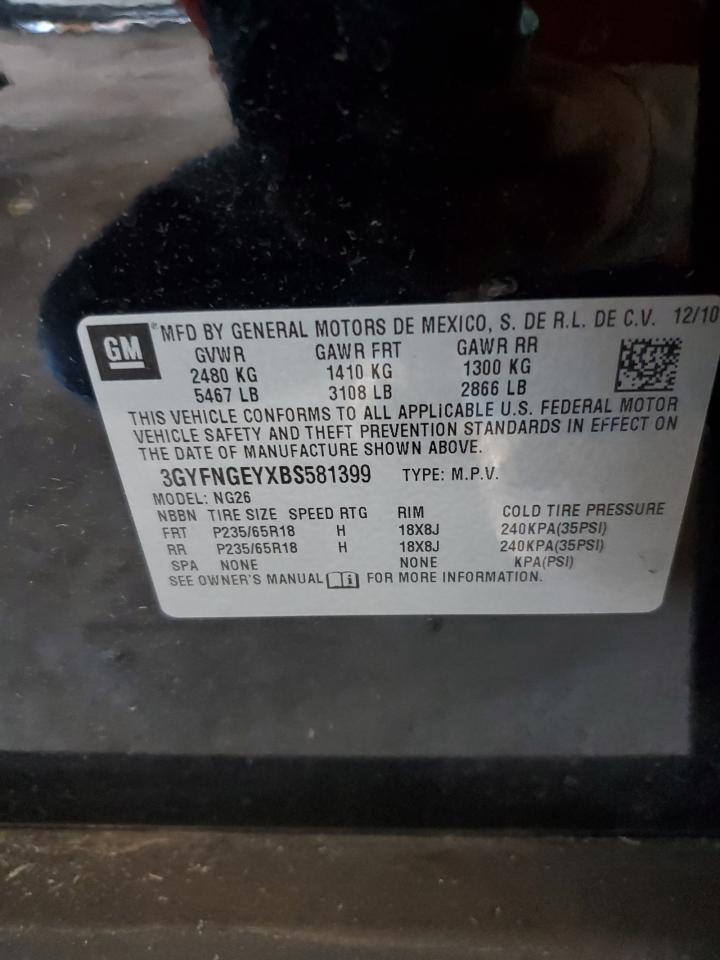 GM ® MFD BY GENERAL MOTORS DE MEXICO, S. DE R.L. DE C.V. 12/10
GVWR GAWR FRT GAWR RR
2480 KG 1410 KG 1300 KG
5467 LB 3108 LB 2866 LB
THIS VEHICLE CONFORMS TO ALL APPLICABLE U.S. FEDERAL MOTOR
VEHICLE SAFETY AND THEFT PREVENTION STANDARDS IN EFFECT ON
THE DATE OF MANUFACTURE SHOWN ABOVE.
3GYFNGEYXBS581399 TYPE: M.P.V.
MODEL: NG26
NBBN TIRE SIZE SPEED RTG RIM COLD TIRE PRESSURE
FRT P235/65R18 H 18X8J 240KPA(35PSI)
RR P235/65R18 H 18X8J 240KPA(35PSI)
SPA NONE NONE KPA(PSI)
SEE OWNER'S MANUAL FOR MORE INFORMATION.